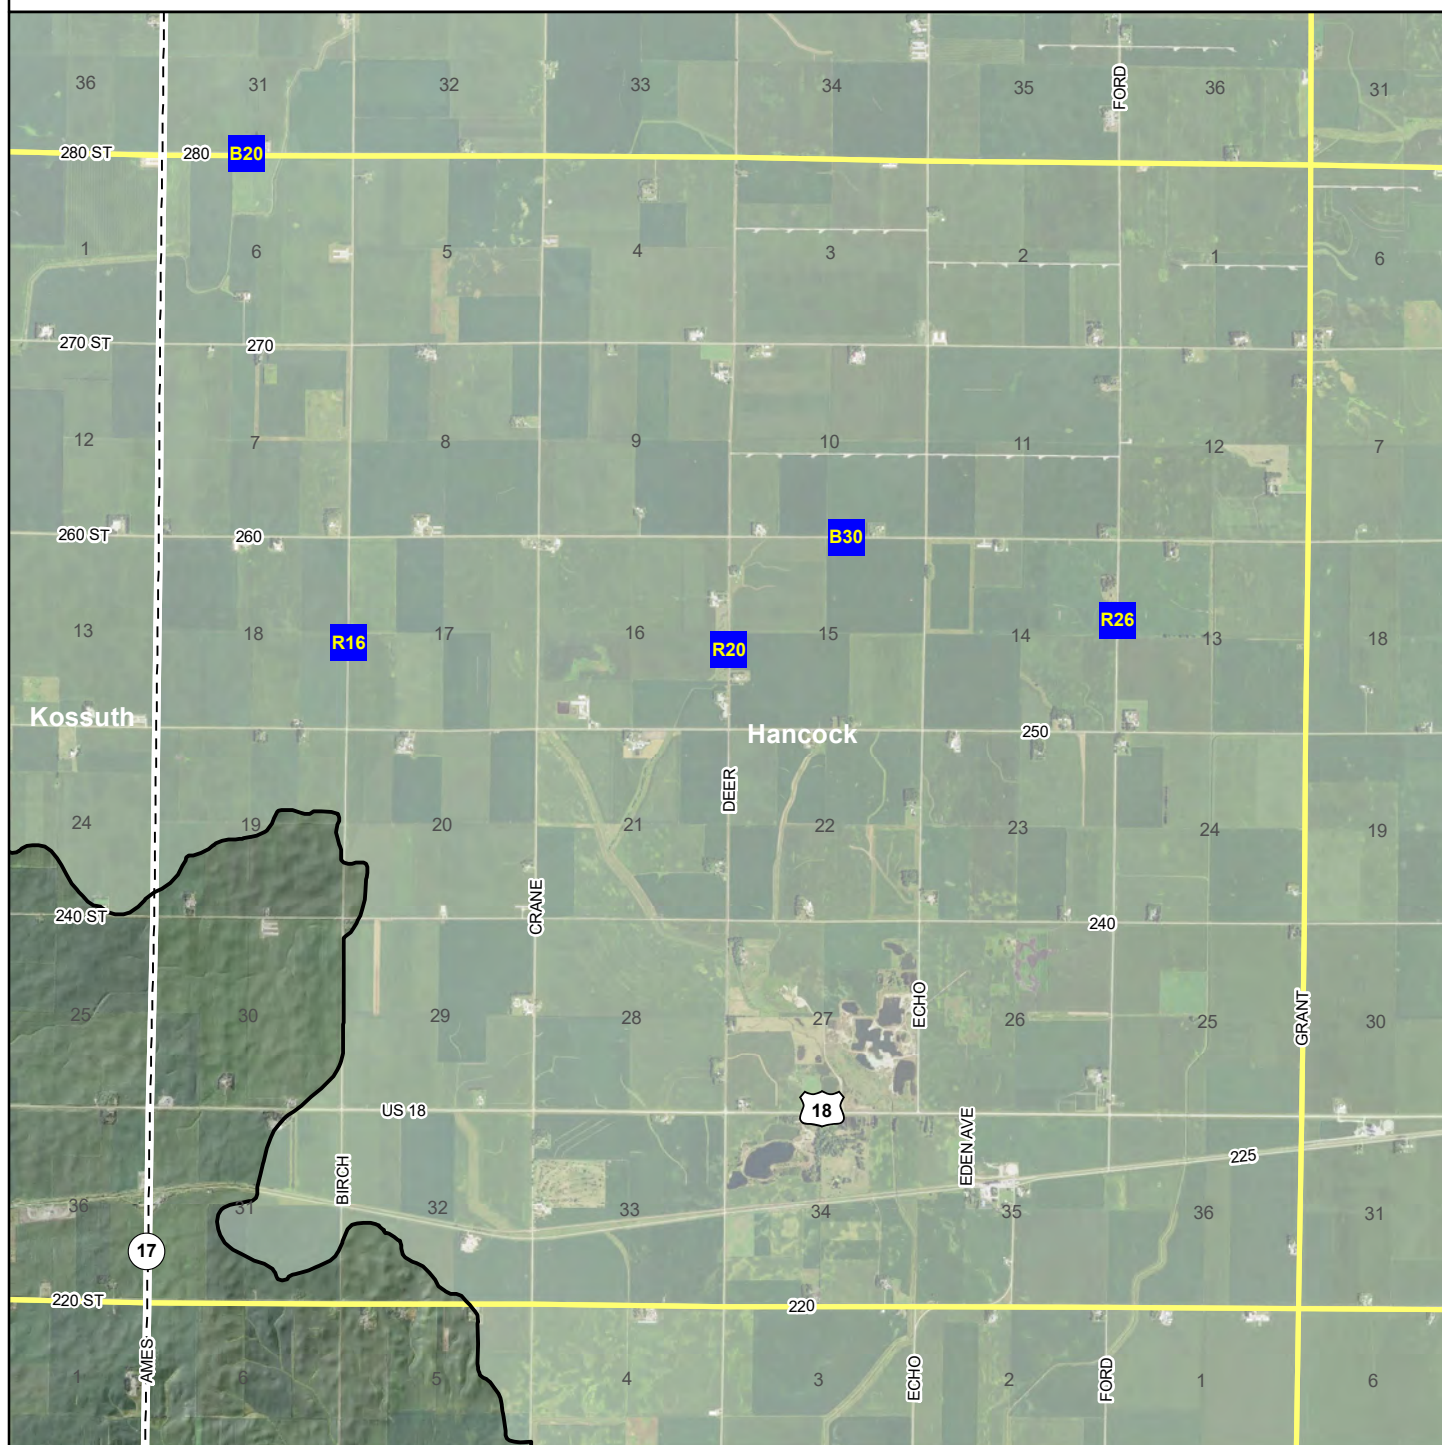 36 31 32 33 34 35 FORD 36 31
280 ST 280 B20
1 6 5 4 3 2 1 6
270 ST 270
12 7 8 9 10 11 12 7
260 ST 260 B30
R26
13 18 R16 17 16 R20 15 14 13 18
Kossuth Hancock 250
DEER
24 19 20 21 22 23 24 19
CRANE
240 ST 240
ECHO
GRANT
25 30 29 28 27 26 25 30
US 18 18
EDEN AVE
225
BIRCH
36 31 32 33 34 35 36 31
17
220 ST 220
AMES ECHO FORD
1 6 5 4 3 2 1 6